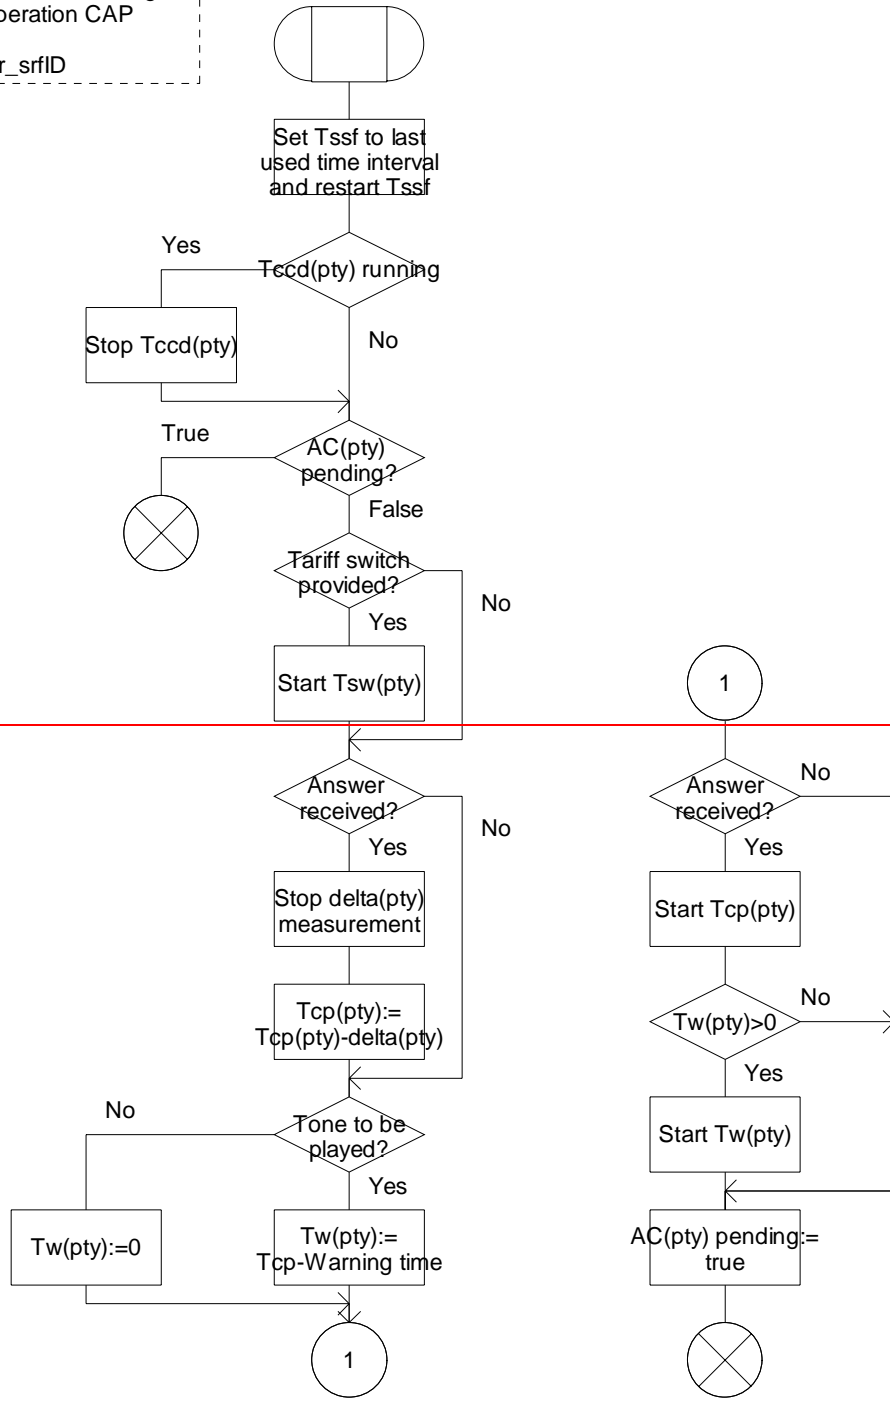 CAP
r_srfID
Set Tssf to last
used time interval
and restart Tssf
Yes
Tccd(pty) running
No
Stop Tccd(pty)
True
AC(pty)
pending?
False
Tariff switch
provided?
No
Yes
Start Tsw(pty)
Answer
received?
No
Yes
Stop delta(pty)
measurement
Tcp(pty):=
Tcp(pty)-delta(pty)
No
Tone to be
played?
Yes
Tw(pty):=0
Tw(pty):=
Tcp-Warning time
1
1
Answer
received?
No
Yes
Start Tcp(pty)
Tw(pty)>0
No
Yes
Start Tw(pty)
AC(pty) pending:=
true